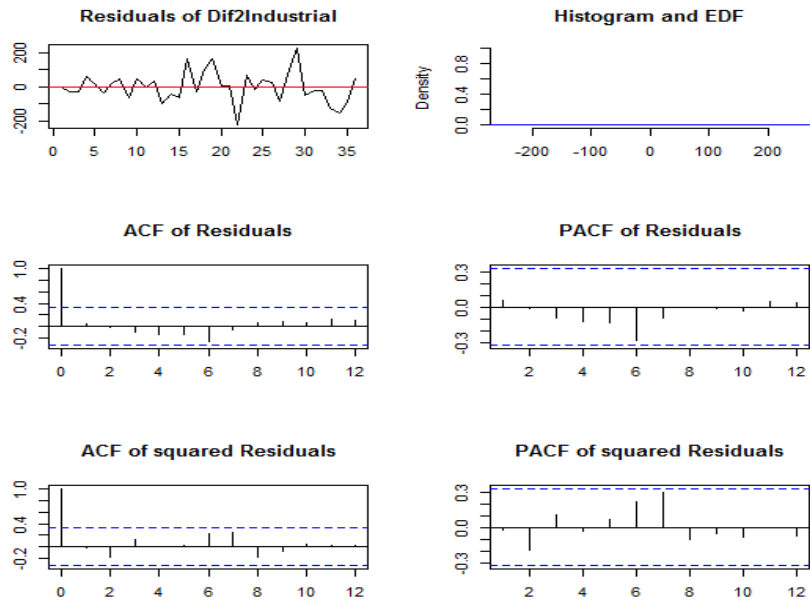 Residuals of Dif2Industrial
200
0
-200
0 5 10 15 20 25 30 35
Histogram and EDF
Density
0.8
0.4
0.0
-200 -100 0 100 200
ACF of Residuals
1.0
0.4
-0.2
0 2 4 6 8 10 12
PACF of Residuals
0.3
0.0
-0.3
2 4 6 8 10 12
ACF of squared Residuals
1.0
0.4
-0.2
0 2 4 6 8 10 12
PACF of squared Residuals
0.3
0.0
-0.3
2 4 6 8 10 12